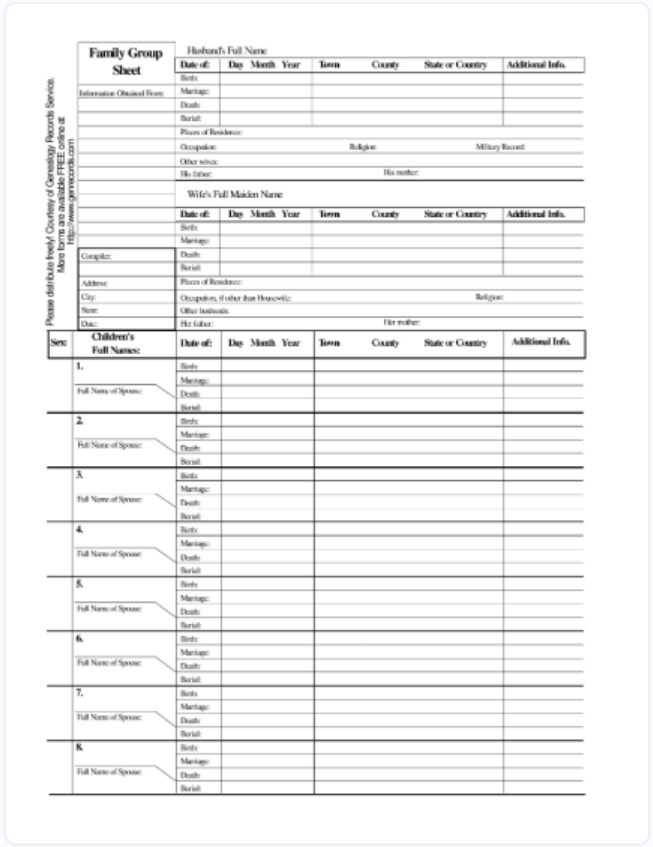 Please distribute freely! Courtesy of Genealogy Records Service.
More forms are available FREE online at
http://www.genrecords.com
Family Group
Sheet
Information Obtained From:
Husband's Full Name
Date of: Day Month Year Town County State or Country Additional Info.
Birth:
Marriage:
Death:
Burial:
Places of Residence:
Occupation: Religion: Military Record:
Other wives:
His father: His mother:
Wife's Full Maiden Name
Date of: Day Month Year Town County State or Country Additional Info.
Birth:
Marriage:
Compiler: Death:
Burial:
Address: Places of Residence:
City: Occupation, if other than Housewife: Religion:
State: Other husbands:
Date: Her father: Her mother:
Sex: Children's
Full Names: Date of: Day Month Year Town County State or Country Additional Info.
1. Birth:
Marriage:
Full Name of Spouse: Death:
Burial:
2. Birth:
Marriage:
Full Name of Spouse: Death:
Burial:
3. Birth:
Marriage:
Full Name of Spouse: Death:
Burial:
4. Birth:
Marriage:
Full Name of Spouse: Death:
Burial:
5. Birth:
Marriage:
Full Name of Spouse: Death:
Burial:
6. Birth:
Marriage:
Full Name of Spouse: Death:
Burial:
7. Birth:
Marriage:
Full Name of Spouse: Death:
Burial:
8. Birth:
Marriage:
Full Name of Spouse: Death:
Burial: